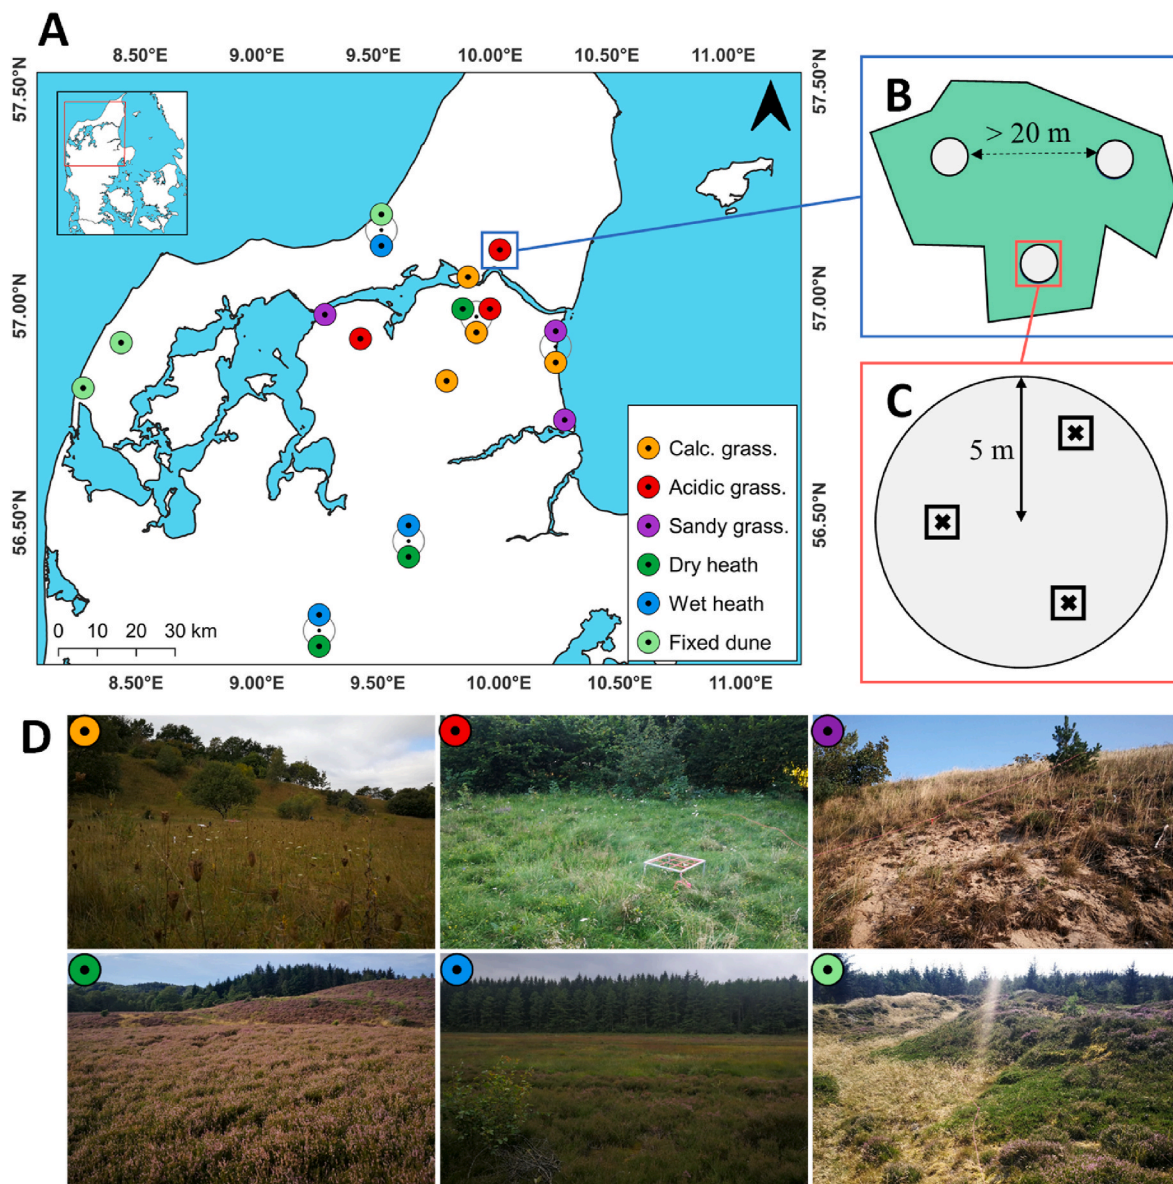 A
8.50°E 9.00°E 9.50°E 10.00°E 10.50°E 11.00°E
57.50°N
57.00°N
56.50°N
57.50°N
57.00°N
56.50°N
Calc. grass.
Acidic grass.
Sandy grass.
Dry heath
Wet heath
Fixed dune
0 10 20 30 km
8.50°E 9.00°E 9.50°E 10.00°E 10.50°E 11.00°E
B
> 20 m
C
5 m
D